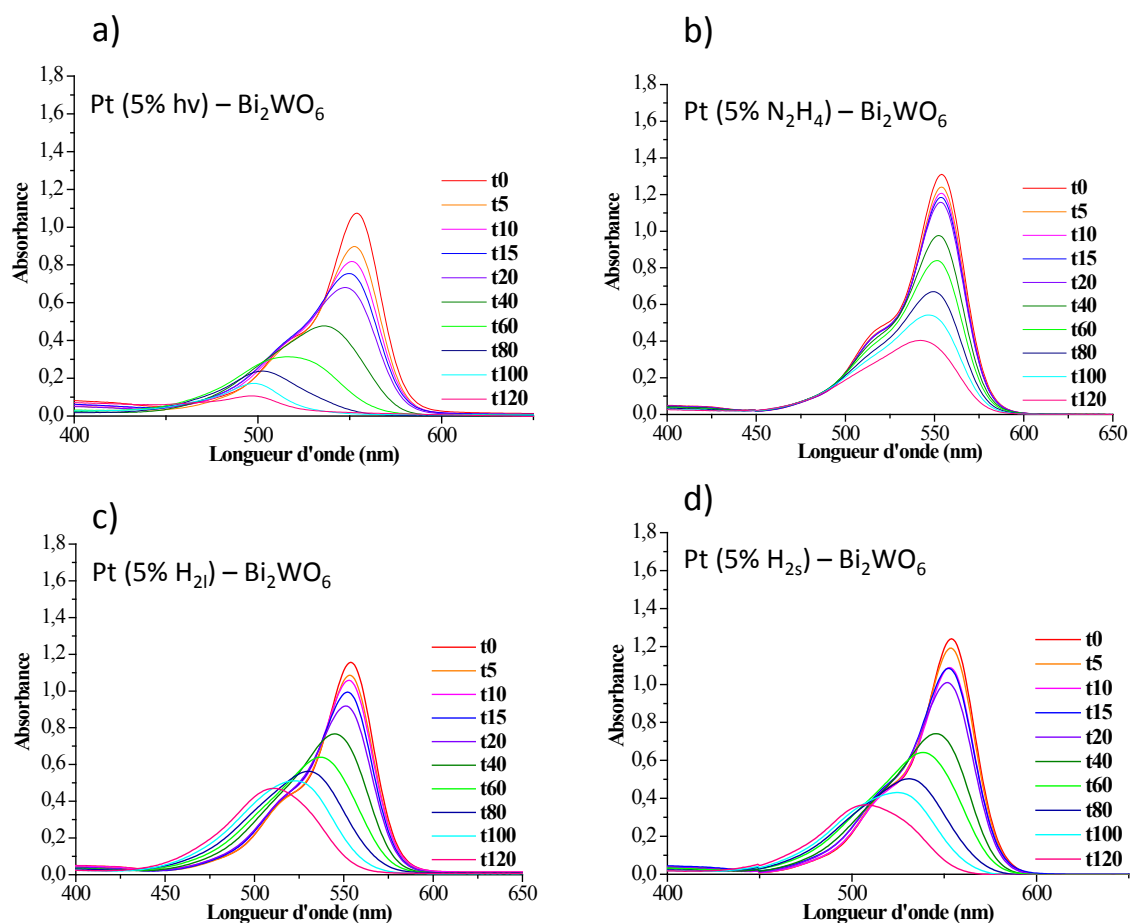 a)
Pt (5% hν) – Bi₂WO₆
1,8
1,6
1,4
1,2
1,0
0,8
0,6
0,4
0,2
0,0
Absorbance
t0
t5
t10
t15
t20
t40
t60
t80
t100
t120
400
500
600
Longueur d'onde (nm)
b)
Pt (5% N₂H₄) – Bi₂WO₆
1,8
1,6
1,4
1,2
1,0
0,8
0,6
0,4
0,2
0,0
Absorbance
t0
t5
t10
t15
t20
t40
t60
t80
t100
t120
400
450
500
550
600
650
Longueur d'onde (nm)
c)
Pt (5% H₂ₗ) – Bi₂WO₆
1,8
1,6
1,4
1,2
1,0
0,8
0,6
0,4
0,2
0,0
Absorbance
t0
t5
t10
t15
t20
t40
t60
t80
t100
t120
400
450
500
550
600
650
Longueur d'onde (nm)
d)
Pt (5% H₂ₛ) – Bi₂WO₆
1,8
1,6
1,4
1,2
1,0
0,8
0,6
0,4
0,2
0,0
Absorbance
t0
t5
t10
t15
t20
t40
t60
t80
t100
t120
400
500
600
Longueur d'onde (nm)